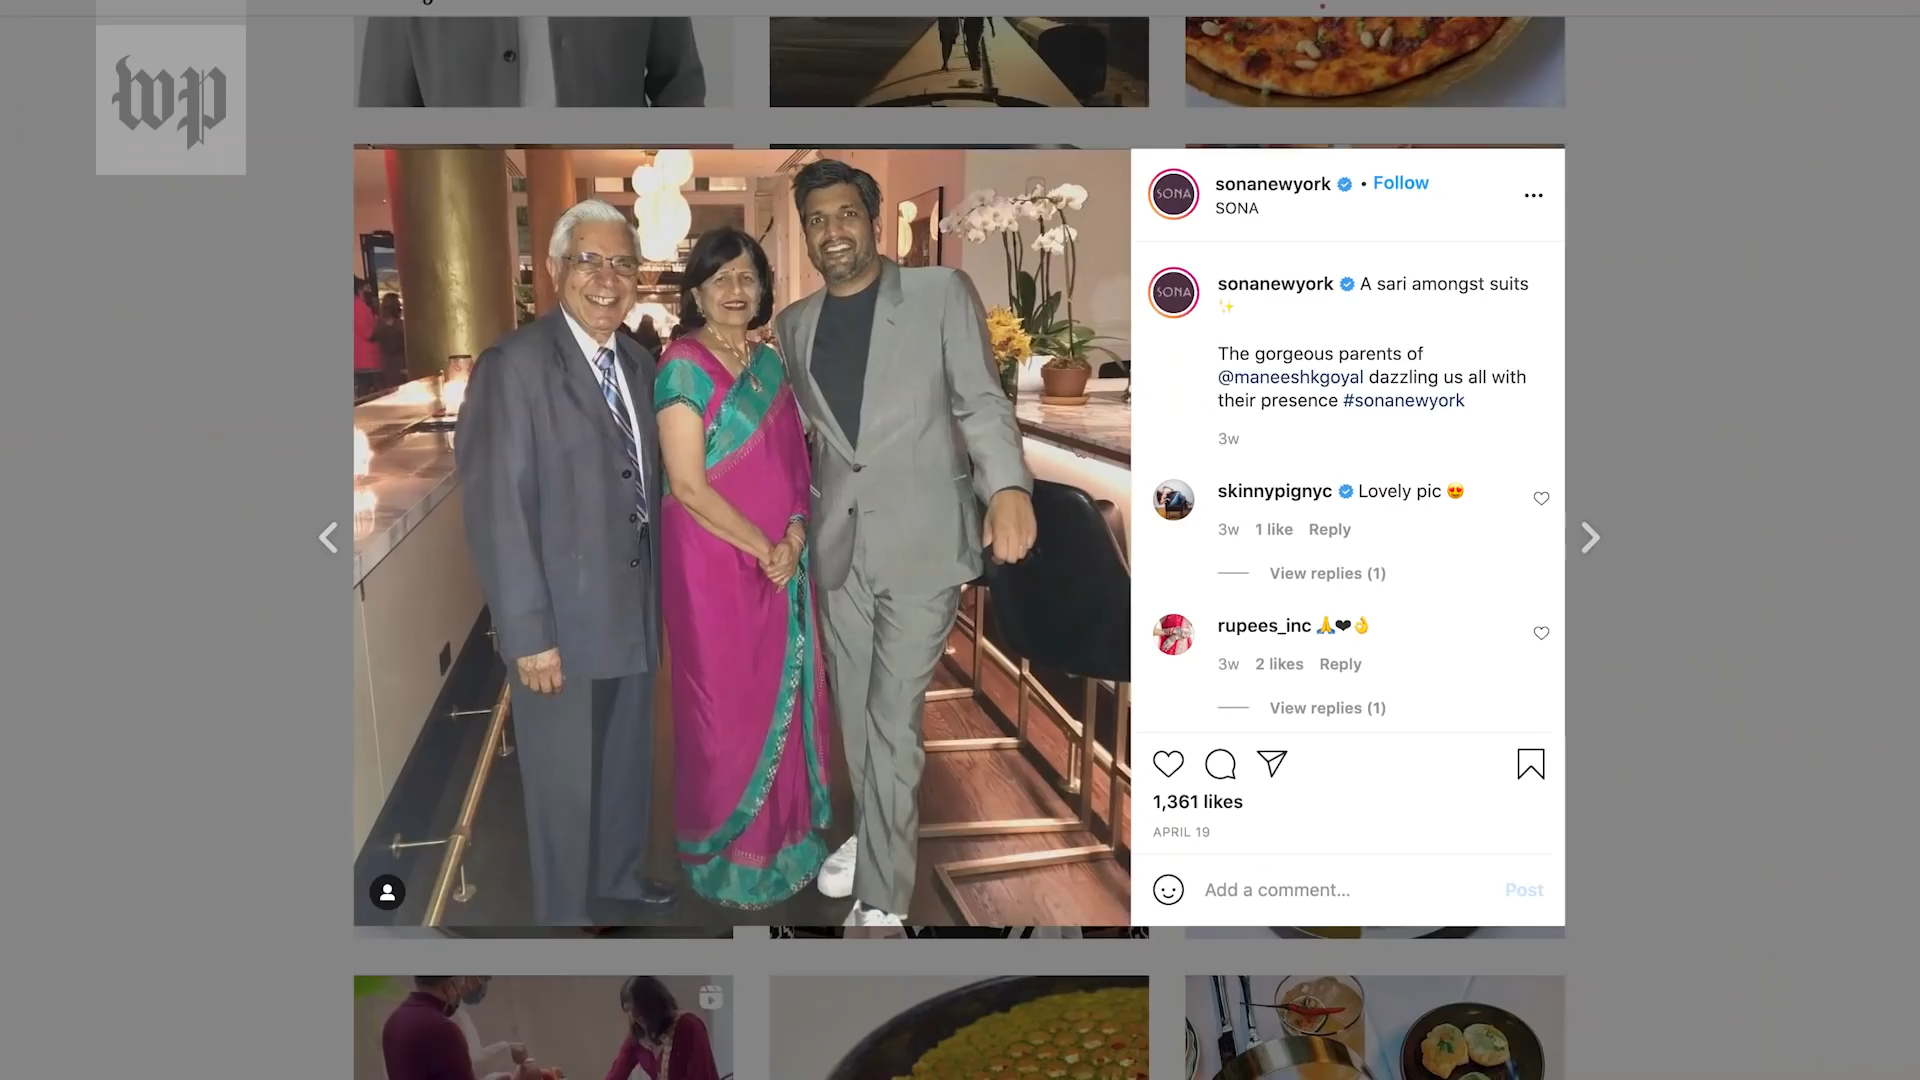 wp
sonanewyork • Follow
SONA
SONA
SONA
sonanewyork A sari amongst suits
✨
The gorgeous parents of
@maneeshkgoyal dazzling us all with
their presence #sonanewyork
3w
skinnypignyc Lovely pic 😍
3w 1 like Reply
View replies (1)
rupees_inc 🙏❤👌
3w 2 likes Reply
View replies (1)
1,361 likes
APRIL 19
Add a comment... Post